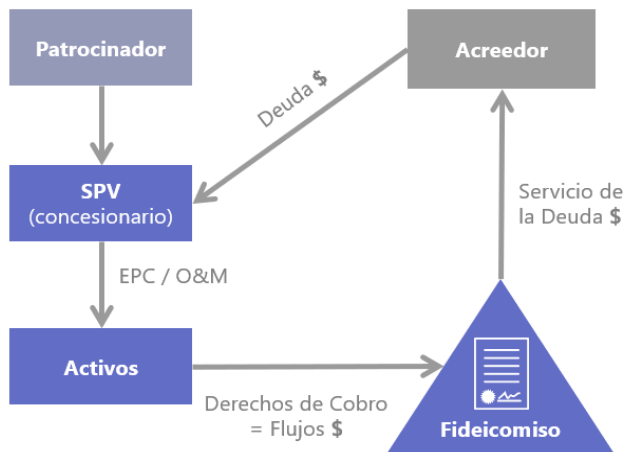 Patrocinador
Acreedor
Deuda $
SPV
(concesionario)
Servicio de
la Deuda $
EPC / O&M
Activos
Derechos de Cobro
= Flujos $
Fideicomiso